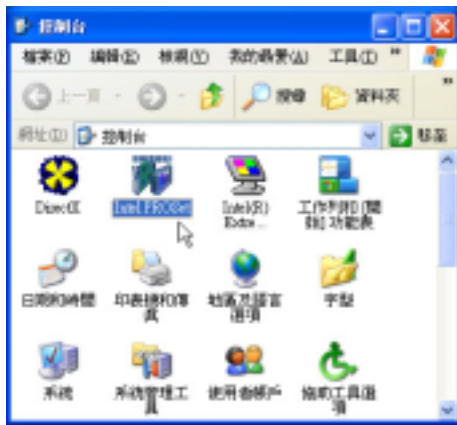 控制台
檔案(F) 編輯(E) 檢視(V) 我的最愛(A) 工具(T) "
上一頁 搜尋 資料夾 "
網址(D) 控制台 移至
DirectX Intel PROSet Intel(R) Extre... 工作列和 [開始] 功能表
日期和時間 印表機和傳真 地區及語言選項 字型
系統 系統管理工具 使用者帳戶 協助工具選項